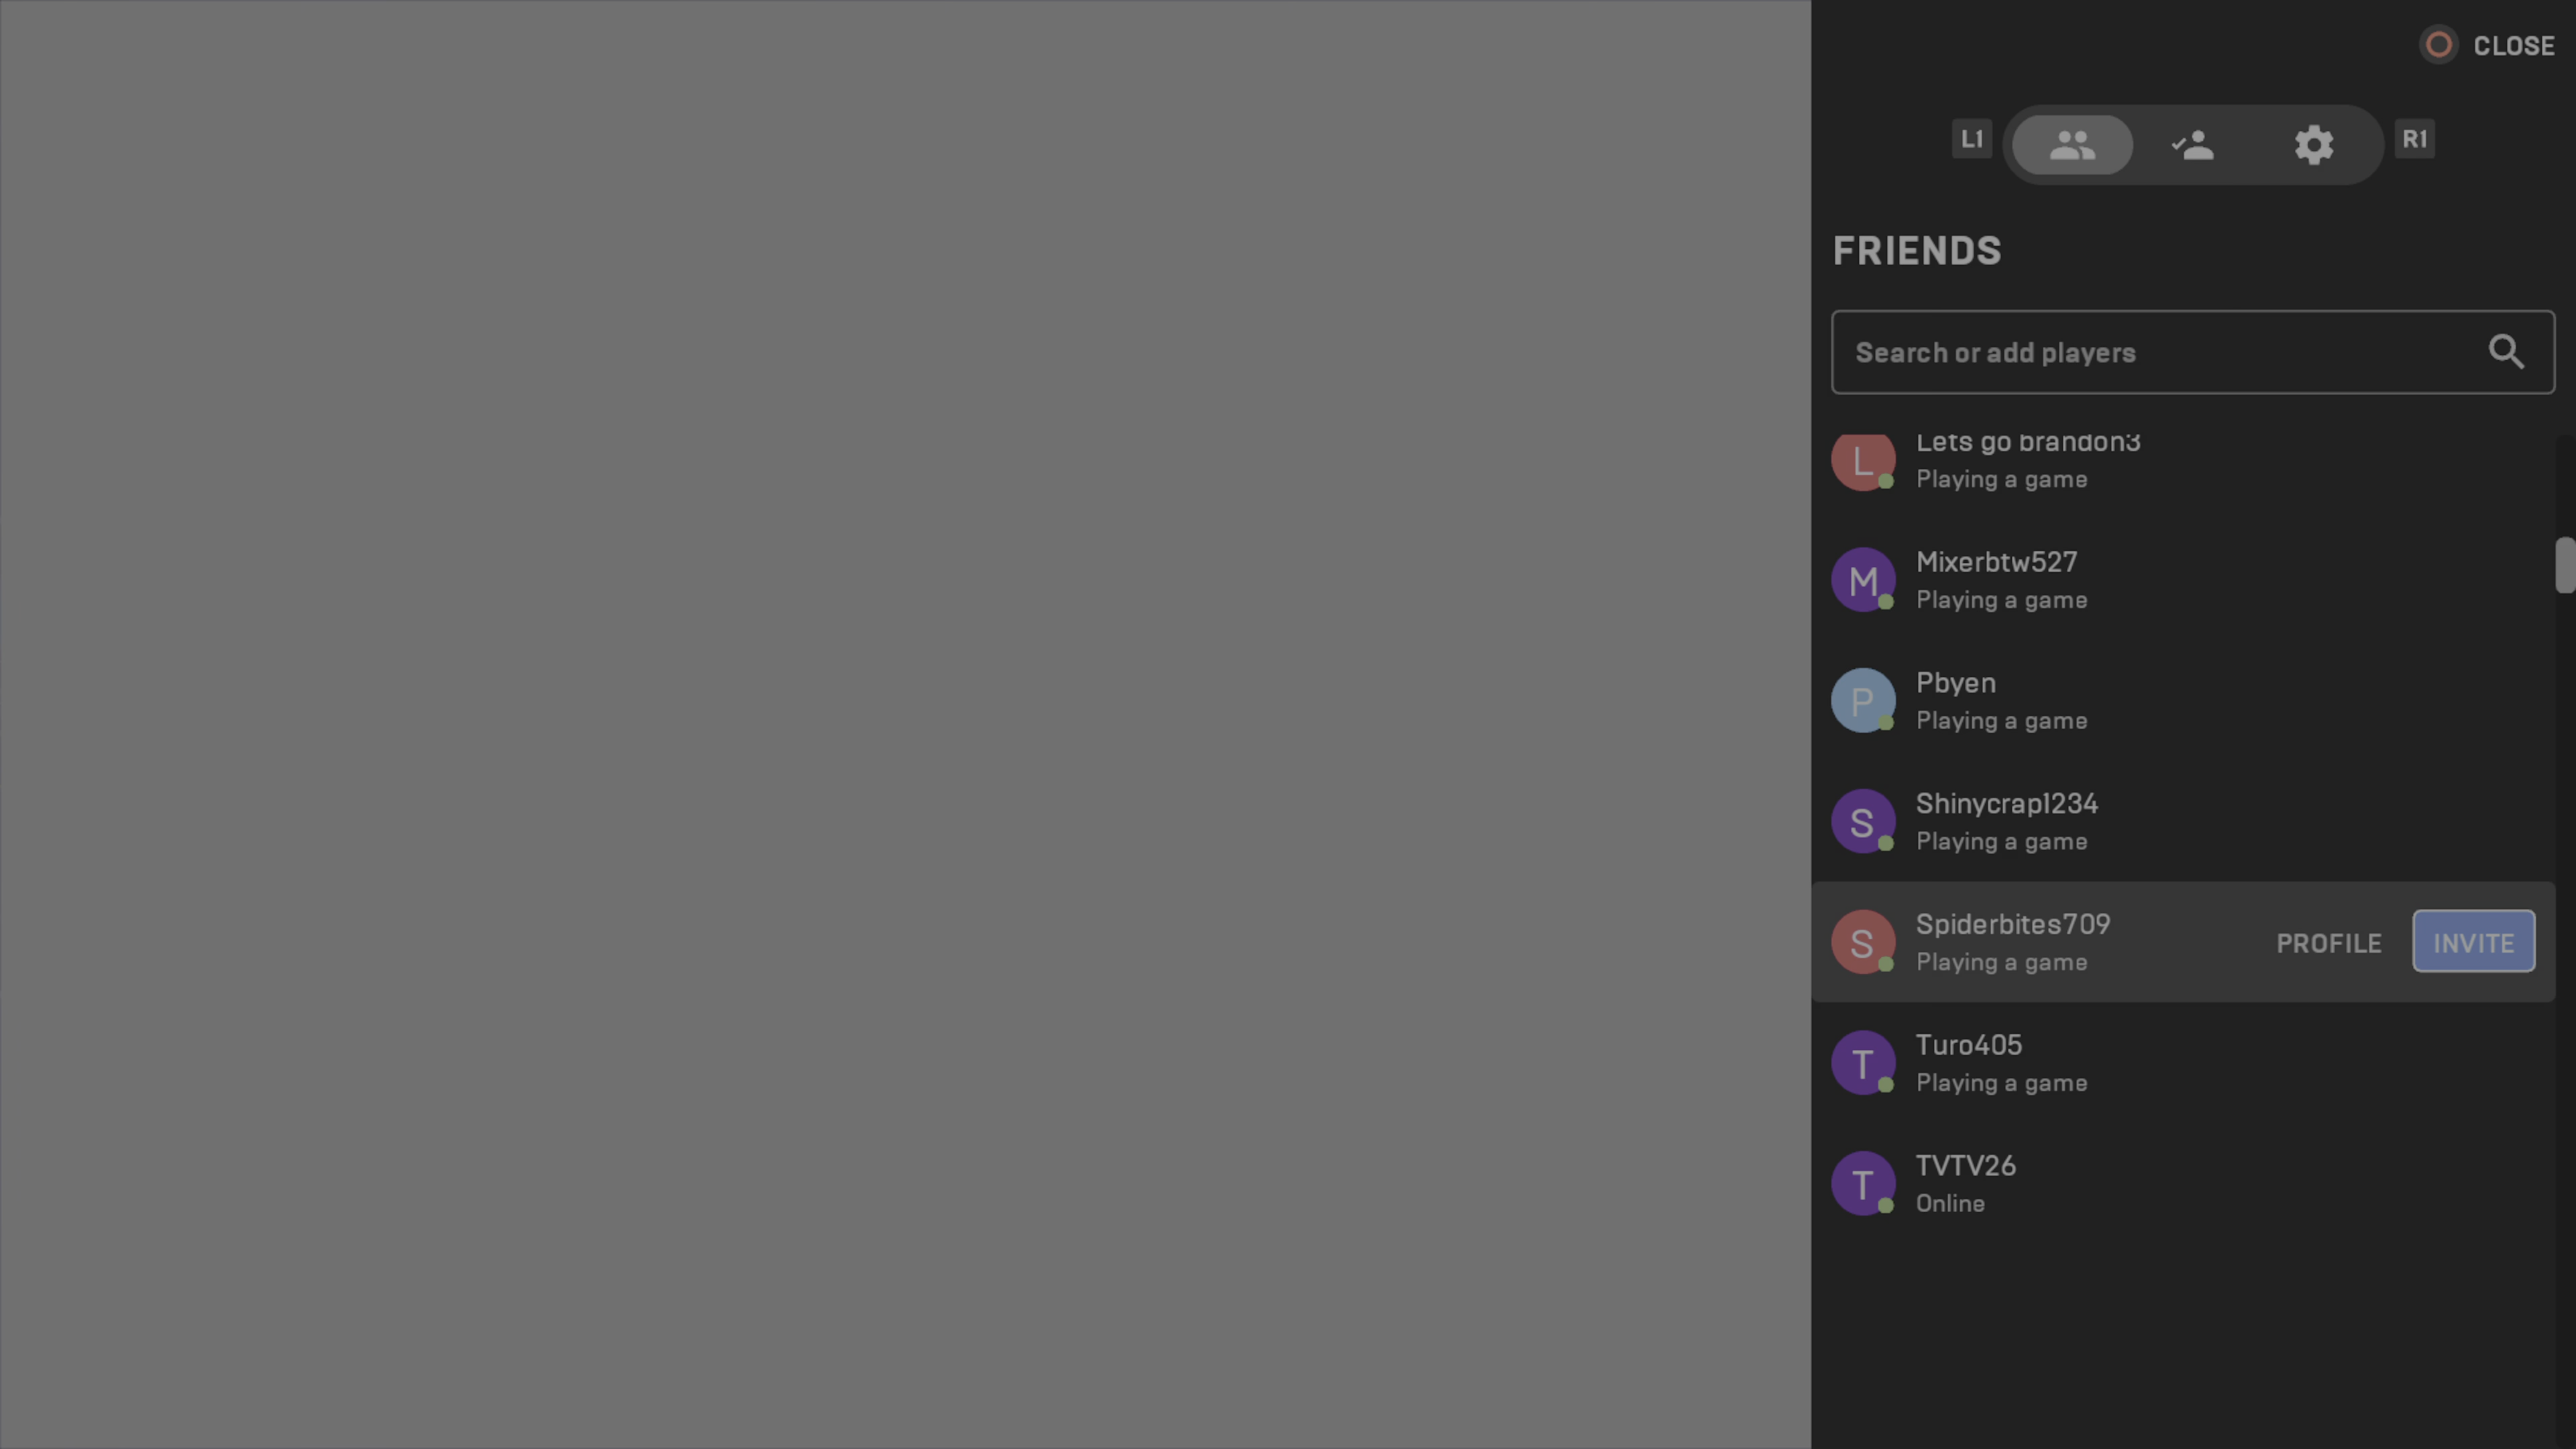 CLOSE
L1
R1
FRIENDS
Search or add players
L
Lets go brandon3
Playing a game
M
Mixerbtw527
Playing a game
P
Pbyen
Playing a game
S
Shinycrap1234
Playing a game
S
Spiderbites709
Playing a game
PROFILE
INVITE
T
Turo405
Playing a game
T
TVTV26
Online